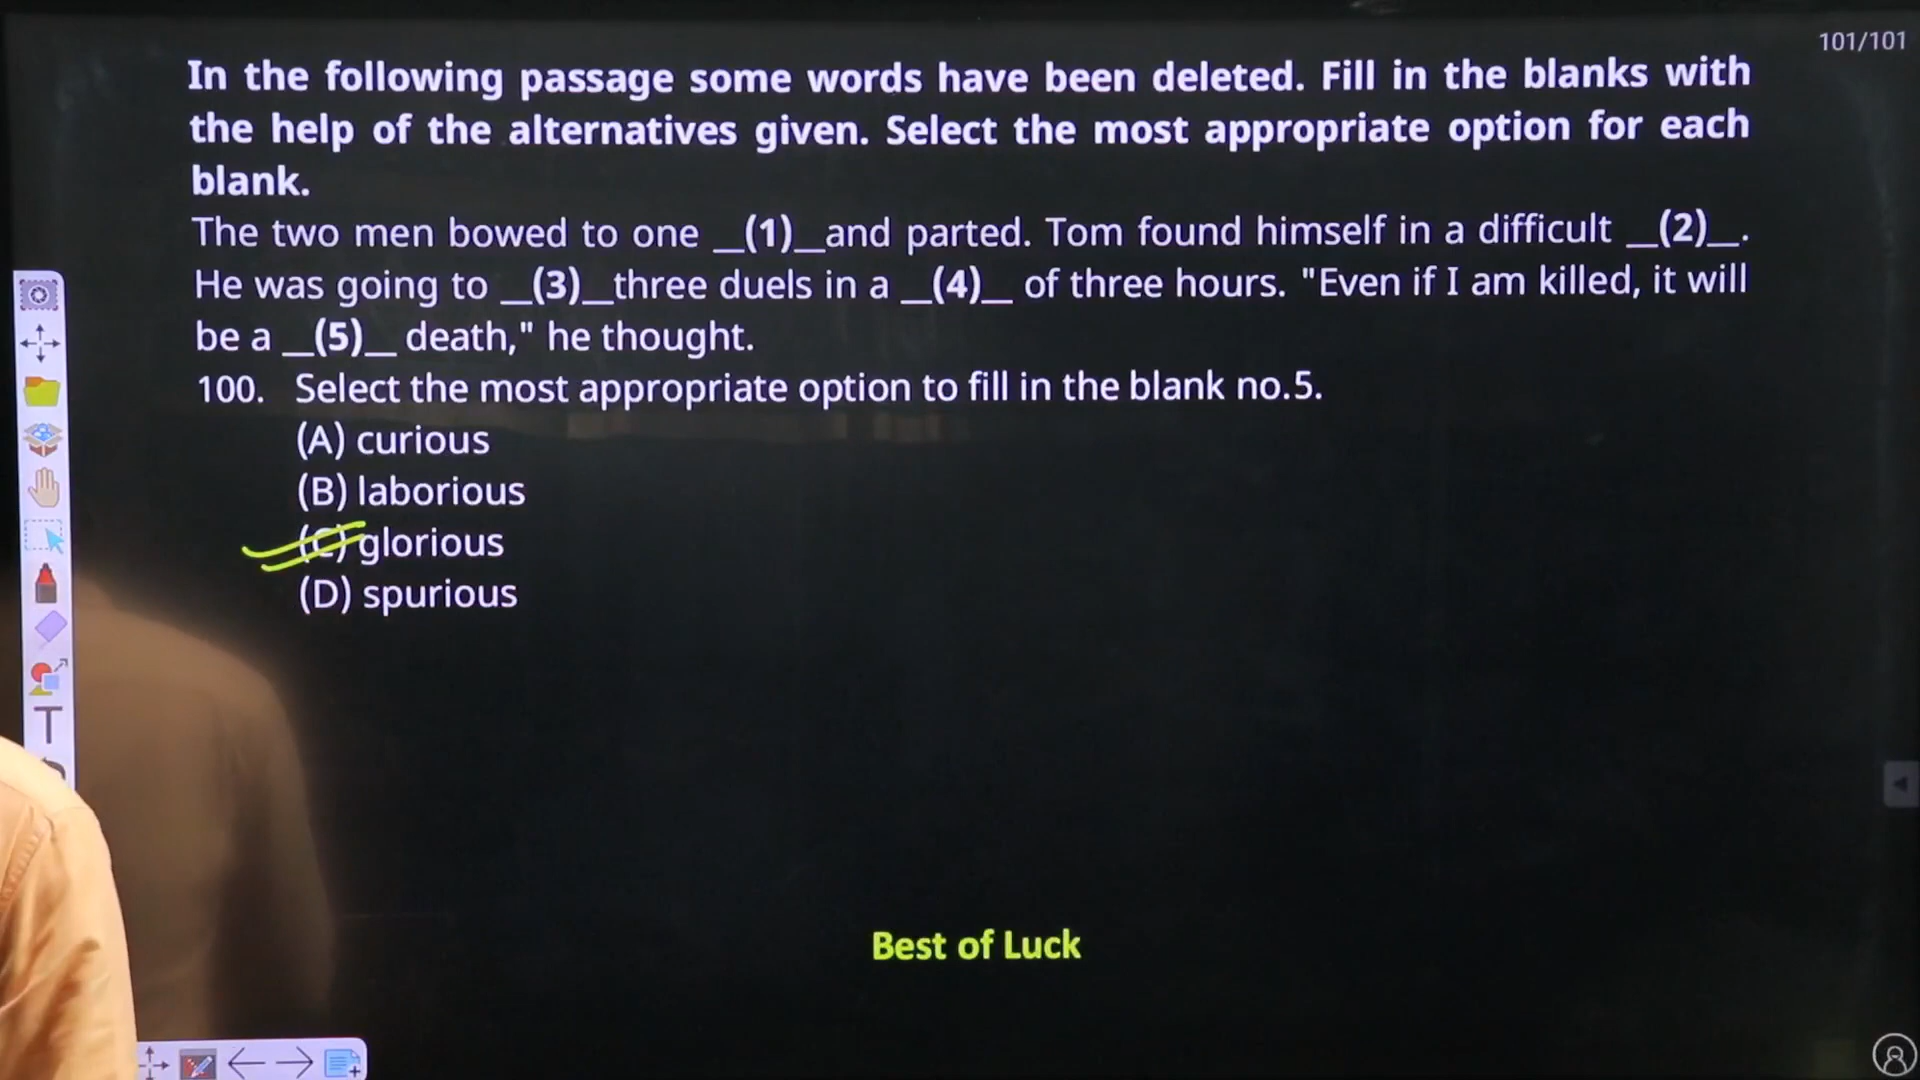 101/101
In the following passage some words have been deleted. Fill in the blanks with
the help of the alternatives given. Select the most appropriate option for each
blank.
The two men bowed to one __(1)__and parted. Tom found himself in a difficult __(2)__.
He was going to __(3)__three duels in a __(4)__ of three hours. "Even if I am killed, it will
be a __(5)__ death," he thought.
100. Select the most appropriate option to fill in the blank no.5.
(A) curious
(B) laborious
(C) glorious
(D) spurious
T
Best of Luck